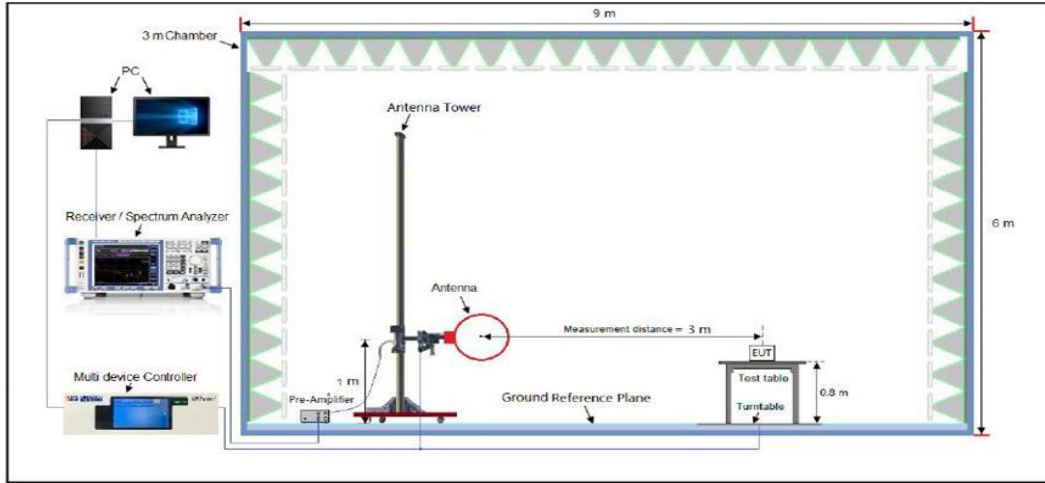 9 m
3 m Chamber
PC
Antenna Tower
Receiver / Spectrum Analyzer
6 m
Antenna
Measurement distance = 3 m
EUT
1 m
Multi device Controller
Test table
0.8 m
Pre-Amplifier
Ground Reference Plane
Turntable